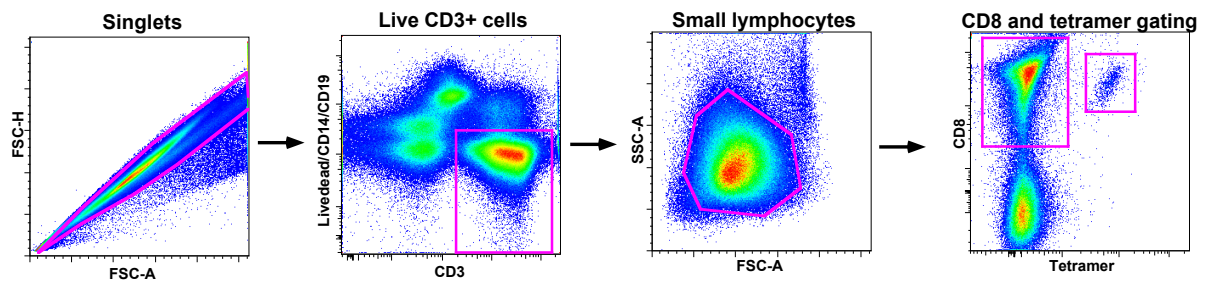 Singlets
Live CD3+ cells
Small lymphocytes
CD8 and tetramer gating
FSC-H
FSC-A
Livedead/CD14/CD19
CD3
SSC-A
FSC-A
CD8
Tetramer